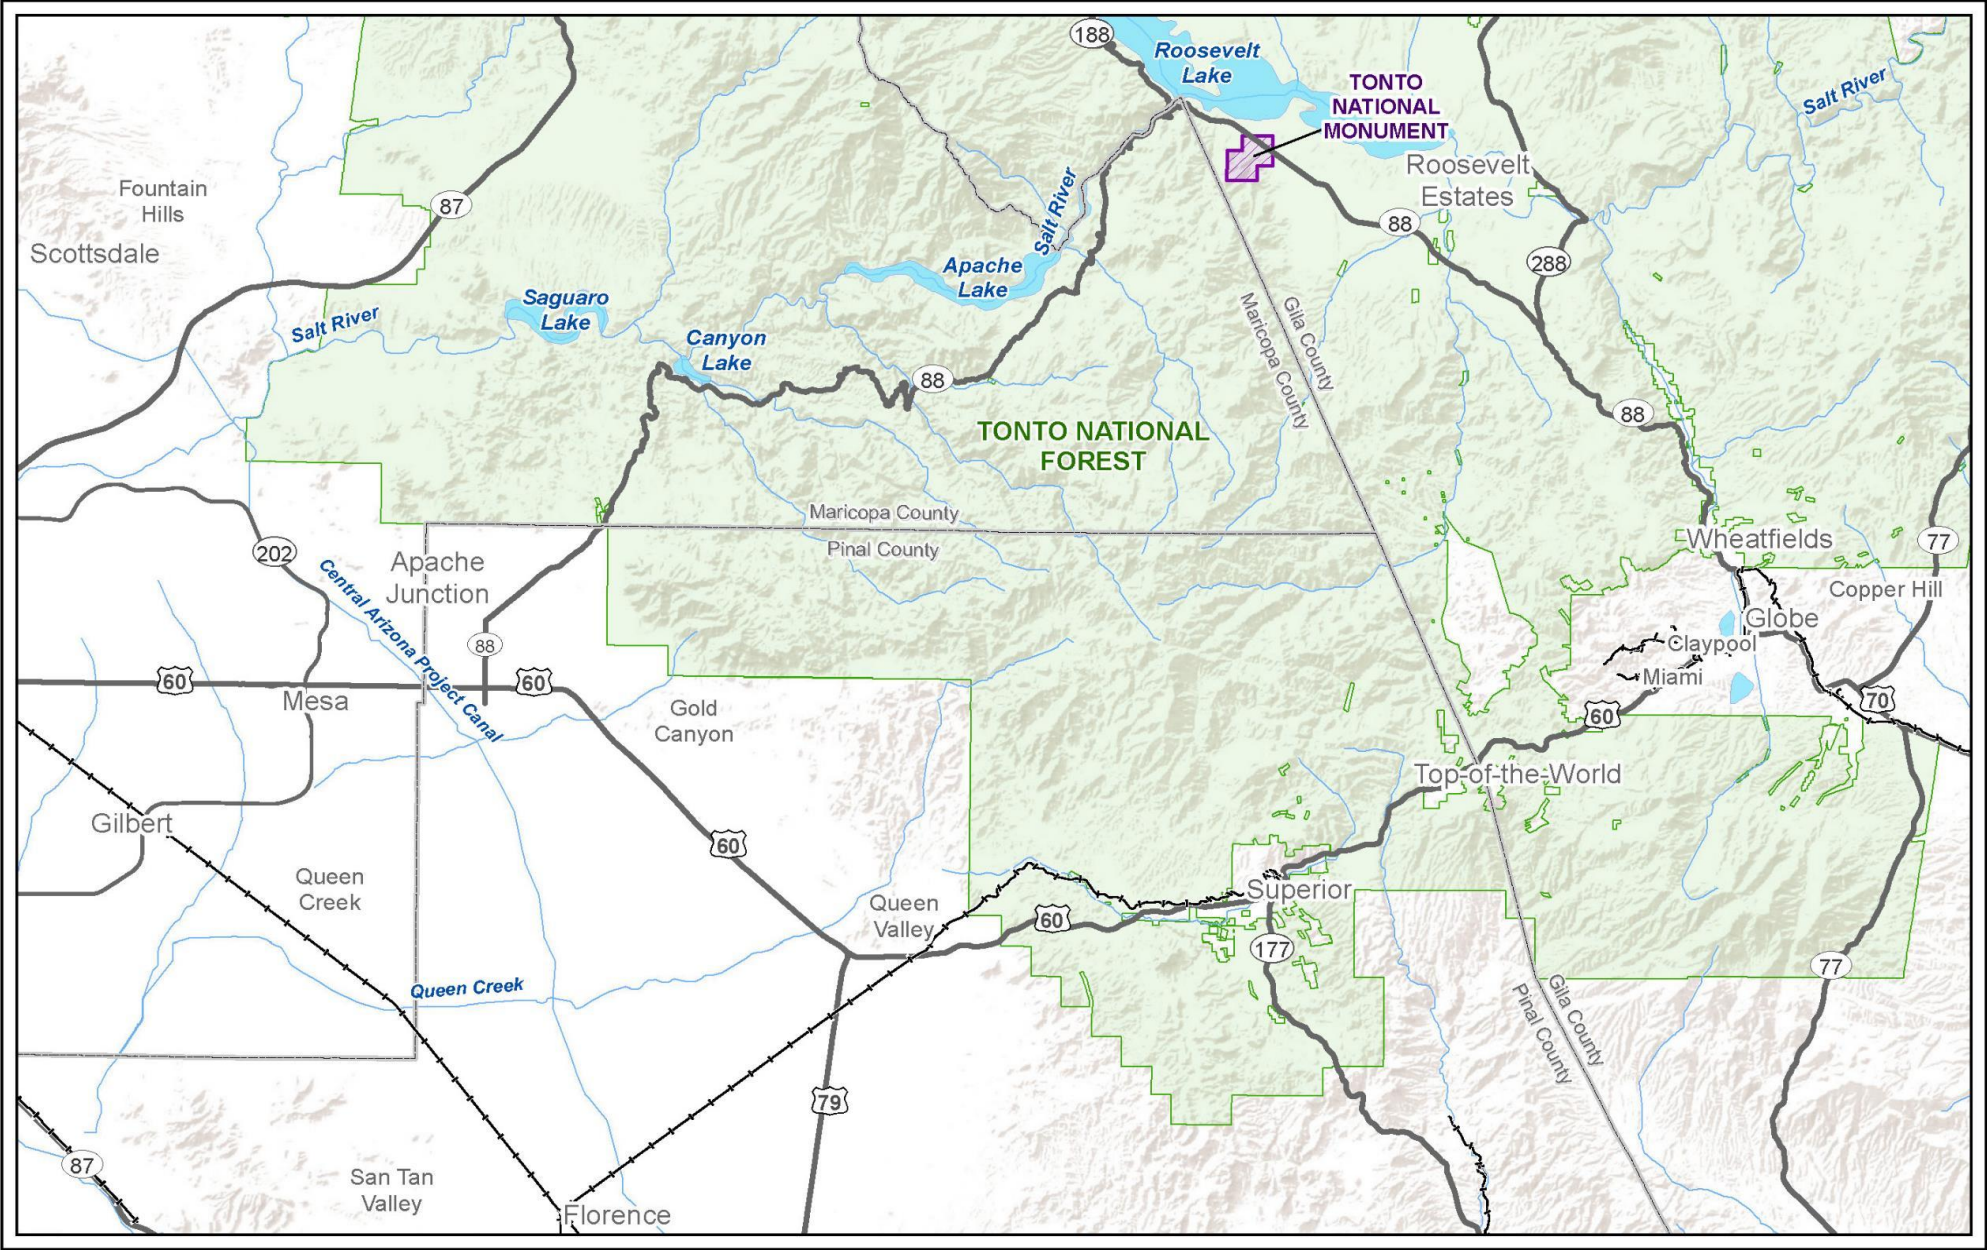 188
Roosevelt
Lake
TONTO
NATIONAL
MONUMENT
Salt River
Roosevelt
Estates
Fountain
Hills
87
Scottsdale
Salt River
88
288
Apache
Lake
Saguaro
Lake
Salt River
Canyon
Lake
Gila County
Maricopa County
88
88
TONTO NATIONAL
FOREST
Maricopa County
Pinal County
202
Apache
Junction
Central Arizona Project Canal
88
Wheatfields
77
Copper Hill
Globe
Claypool
Miami
60
Mesa
60
Gold
Canyon
60
70
Top-of-the-World
Gilbert
60
Queen
Creek
Queen
Valley
60
Superior
177
77
Queen Creek
Gila County
Pinal County
79
87
San Tan
Valley
Florence